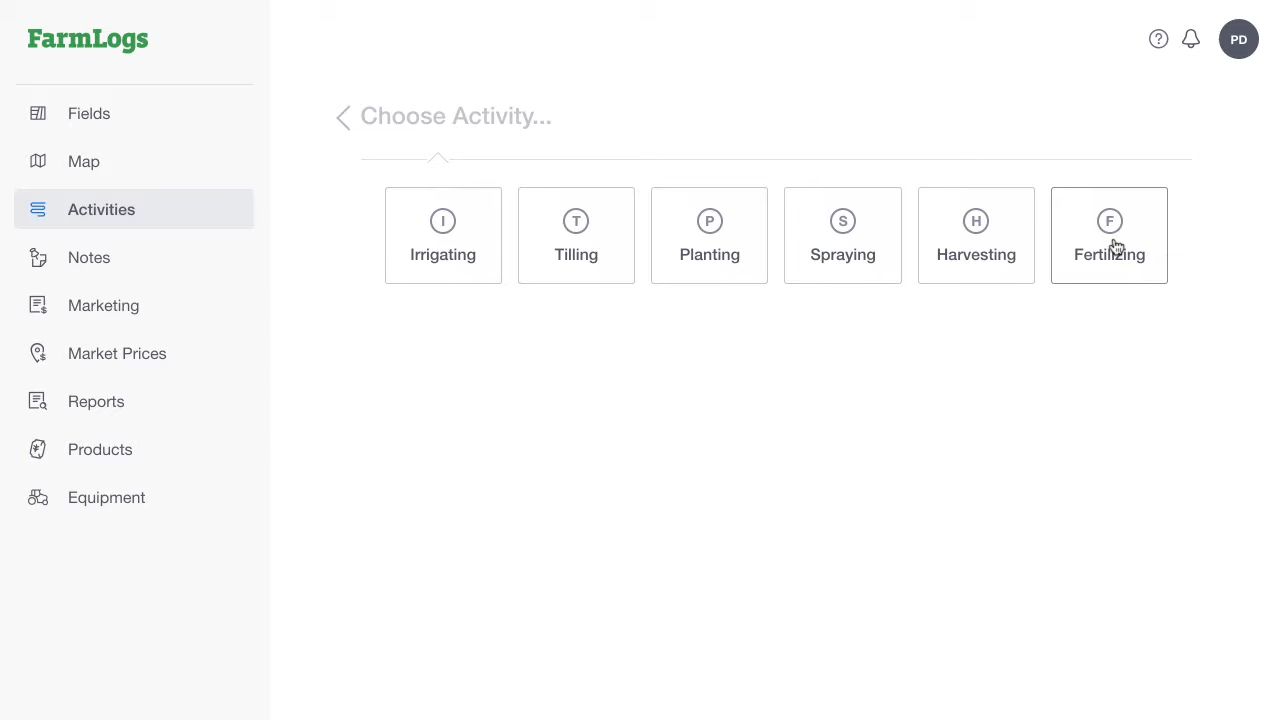 FarmLogs
PD
Fields
Map
Activities
Notes
Marketing
Market Prices
Reports
Products
Equipment
Choose Activity...
I
Irrigating
T
Tilling
P
Planting
S
Spraying
H
Harvesting
F
Fertilizing